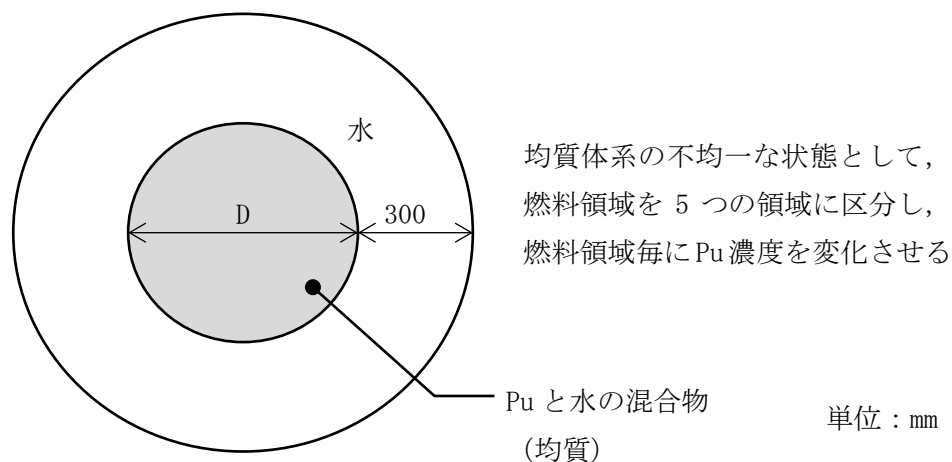 水
D
300
均質体系の不均一な状態として，
燃料領域を 5 つの領域に区分し，
燃料領域毎に Pu 濃度を変化させる
Pu と水の混合物
（均質）
単位：mm